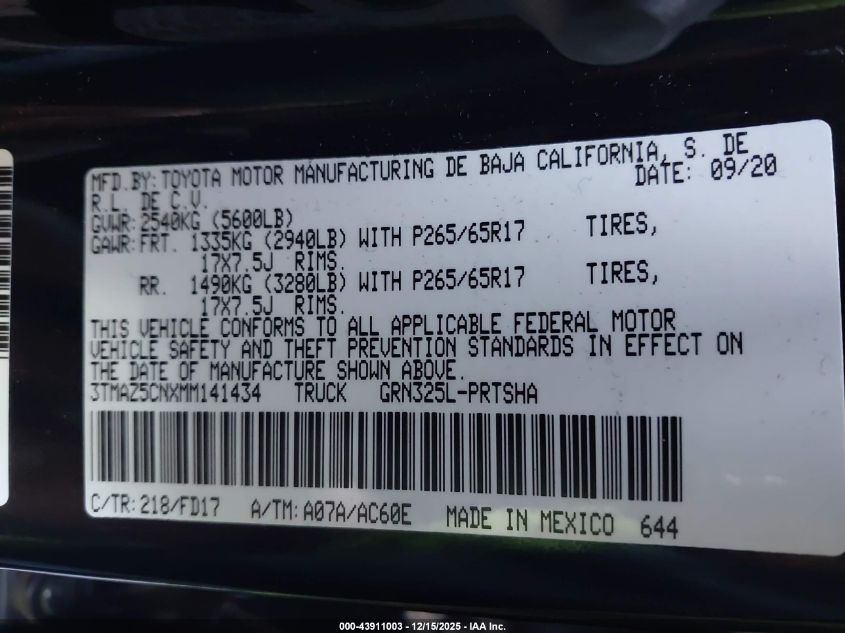 MFD.BY:TOYOTA MOTOR MANUFACTURING DE BAJA CALIFORNIA, S. DE
R.L. DE C.V. DATE: 09/20
GVWR:2540KG (5600LB)
GAWR:FRT. 1335KG (2940LB) WITH P265/65R17 TIRES,
17X7.5J RIMS.
RR. 1490KG (3280LB) WITH P265/65R17 TIRES,
17X7.5J RIMS.
THIS VEHICLE CONFORMS TO ALL APPLICABLE FEDERAL MOTOR
VEHICLE SAFETY AND THEFT PREVENTION STANDARDS IN EFFECT ON
THE DATE OF MANUFACTURE SHOWN ABOVE.
3TMAZ5CNXMM141434 TRUCK GRN325L-PRTSHA
C/TR:218/FD17 A/TM:A07A/AC60E MADE IN MEXICO 644
000-43911003 - 12/15/2025 - IAA Inc.